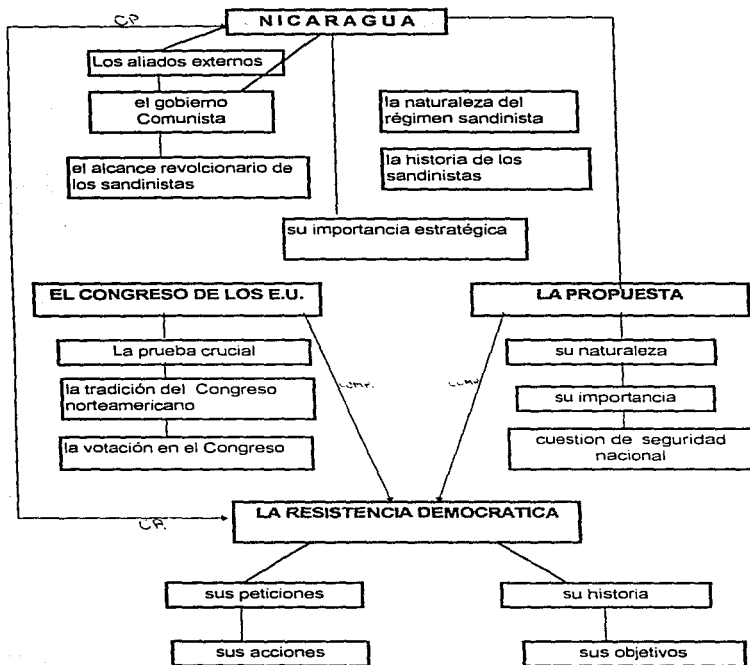 CP
NICARAGUA
Los aliados externos
el gobierno
Comunista
el alcance revolcionario de
los sandinistas
la naturaleza del
régimen sandinista
la historia de los
sandinistas
su importancia estratégica
EL CONGRESO DE LOS E.U.
La prueba crucial
la tradición del Congreso
norteamericano
la votación en el Congreso
LA PROPUESTA
su naturaleza
su importancia
cuestion de seguridad
nacional
COMP.
CP.
LA RESISTENCIA DEMOCRATICA
sus peticiones
sus acciones
su historia
sus objetivos